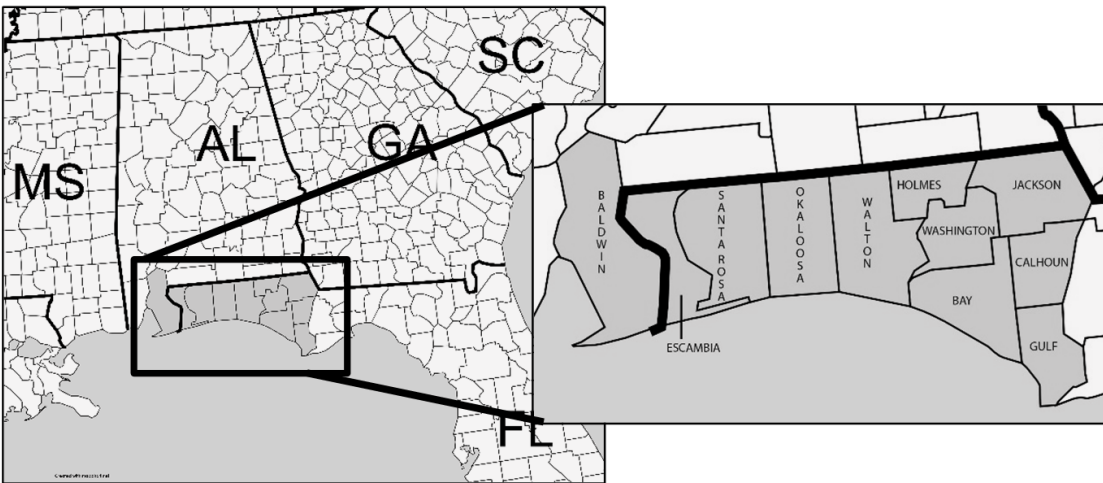 SC
AL
GA
MS
FL
BALDWIN
ESCAMBIA
SANTA ROSA
OKALOOSA
WALTON
HOLMES
JACKSON
WASHINGTON
CALHOUN
BAY
GULF